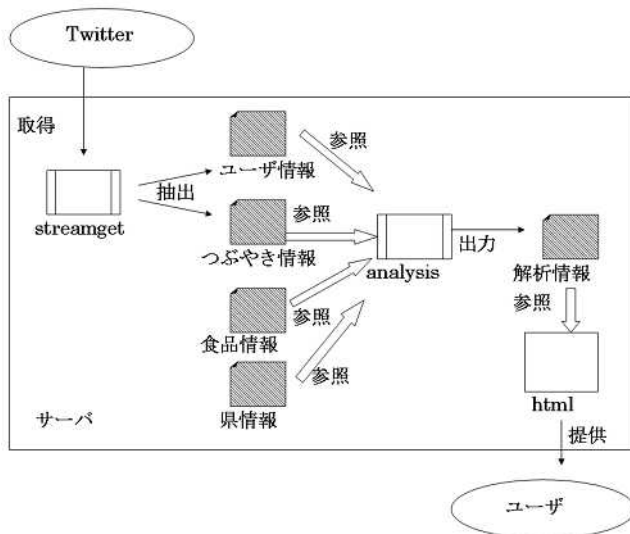 Twitter
取得
streamget
抽出
ユーザ情報
参照
つぶやき情報
参照
食品情報
参照
県情報
参照
analysis
出力
解析情報
参照
html
サーバ
提供
ユーザ